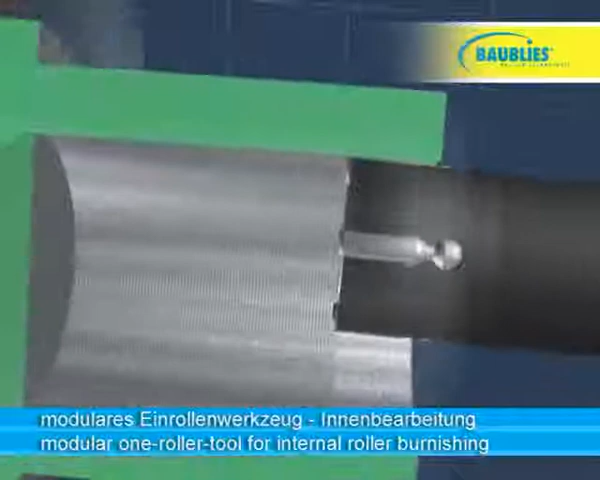 BAUBLIES
modulares Einrollenwerkzeug - Innenbearbeitung
modular one-roller-tool for internal roller burnishing